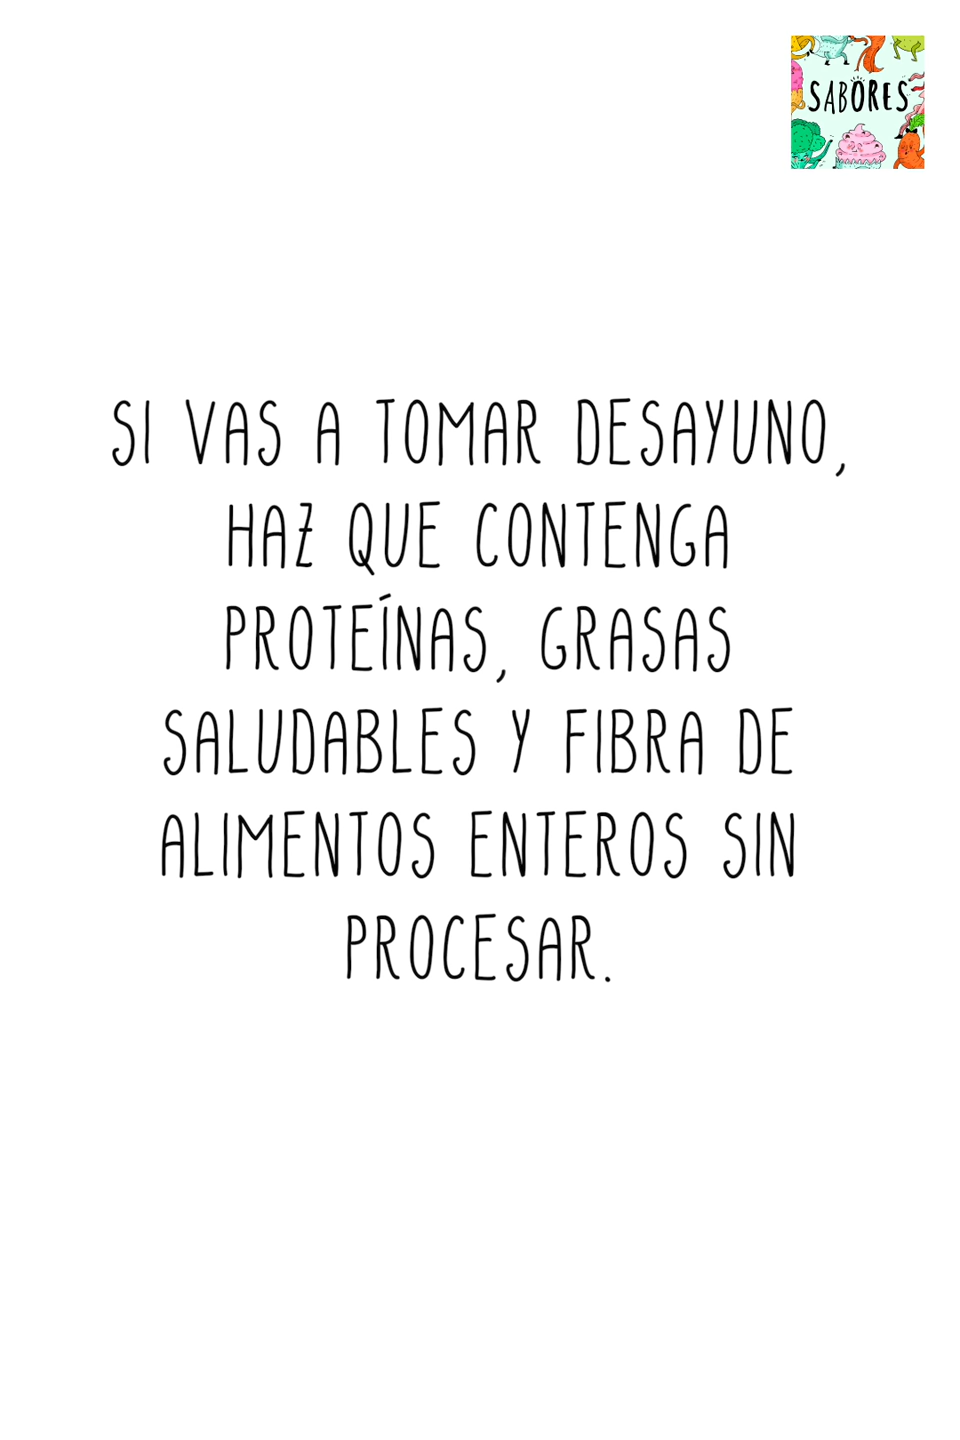 SABORES
SI VAS A TOMAR DESAYUNO,
HAZ QUE CONTENGA
PROTEÍNAS, GRASAS
SALUDABLES Y FIBRA DE
ALIMENTOS ENTEROS SIN
PROCESAR.